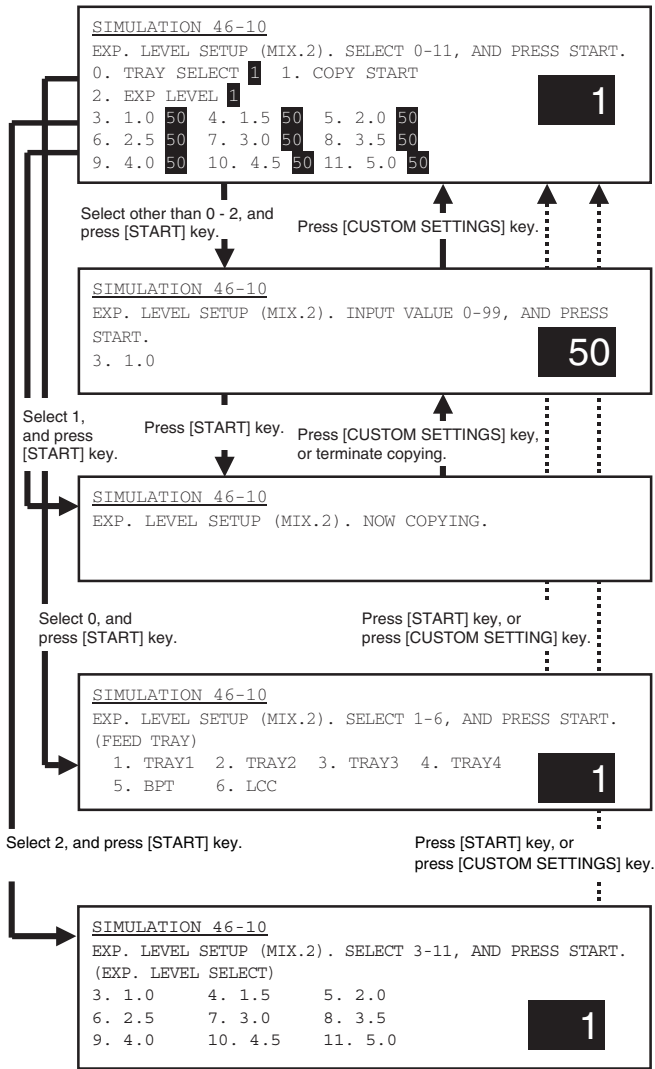 SIMULATION 46-10
EXP. LEVEL SETUP (MIX.2). SELECT 0-11, AND PRESS START.
0. TRAY SELECT 1 1. COPY START
2. EXP LEVEL 1
1
3. 1.0 50 4. 1.5 50 5. 2.0 50
6. 2.5 50 7. 3.0 50 8. 3.5 50
9. 4.0 50 10. 4.5 50 11. 5.0 50
Select other than 0 - 2, and
press [START] key.
Press [CUSTOM SETTINGS] key.
SIMULATION 46-10
EXP. LEVEL SETUP (MIX.2). INPUT VALUE 0-99, AND PRESS
START.
3. 1.0
50
Select 1,
and press
[START] key.
Press [START] key.
Press [CUSTOM SETTINGS] key,
or terminate copying.
SIMULATION 46-10
EXP. LEVEL SETUP (MIX.2). NOW COPYING.
Select 0, and
press [START] key.
Press [START] key, or
press [CUSTOM SETTING] key.
SIMULATION 46-10
EXP. LEVEL SETUP (MIX.2). SELECT 1-6, AND PRESS START.
(FEED TRAY)
1. TRAY1 2. TRAY2 3. TRAY3 4. TRAY4
5. BPT 6. LCC
1
Select 2, and press [START] key.
Press [START] key, or
press [CUSTOM SETTINGS] key.
SIMULATION 46-10
EXP. LEVEL SETUP (MIX.2). SELECT 3-11, AND PRESS START.
(EXP. LEVEL SELECT)
3. 1.0 4. 1.5 5. 2.0
6. 2.5 7. 3.0 8. 3.5
9. 4.0 10. 4.5 11. 5.0
1